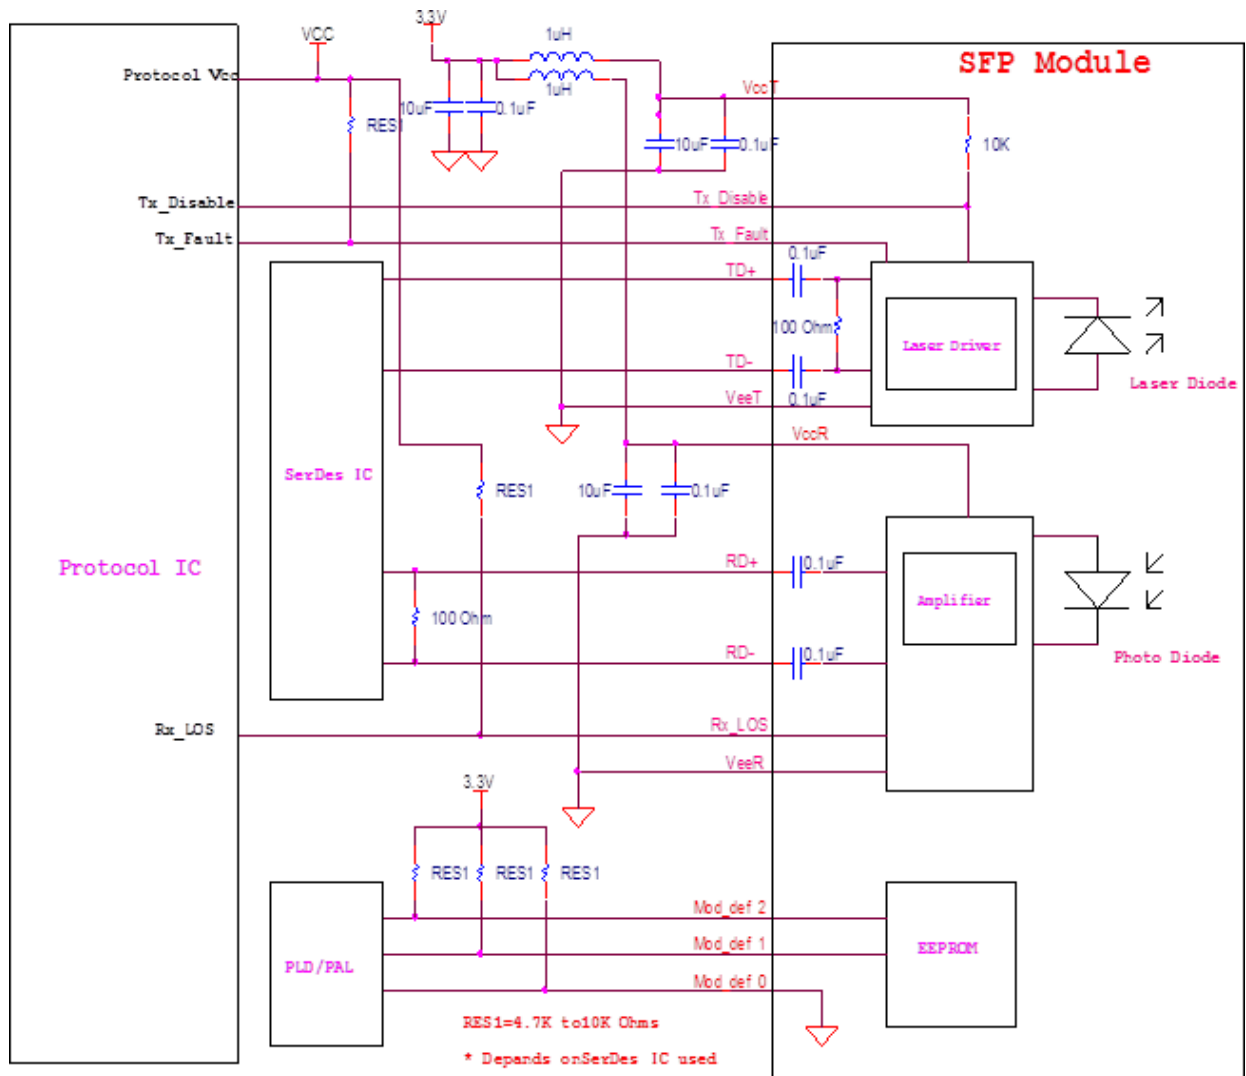 3.3V
1uH
VCC
SFP Module
Protocol Vcc
1uH
VccT
10uF
0.1uF
RES1
10uF
0.1uF
10K
Tx_Disable
Tx_Disable
Tx_Fault
Tx_Fault
0.1uF
TD+
100 Ohm
Laser Driver
TD-
Laser Diode
VeeT
0.1uF
VccR
SerDes IC
RES1
10uF
0.1uF
Protocol IC
RD+
0.1uF
Amplifier
100 Ohm
RD-
0.1uF
Photo Diode
Rx_LOS
Rx_LOS
VeeR
3.3V
RES1
RES1
RES1
Mod_def 2
Mod_def 1
EEPROM
PLD/PAL
Mod_def 0
RES1=4.7K to10K Ohms
* Depands onSerDes IC used